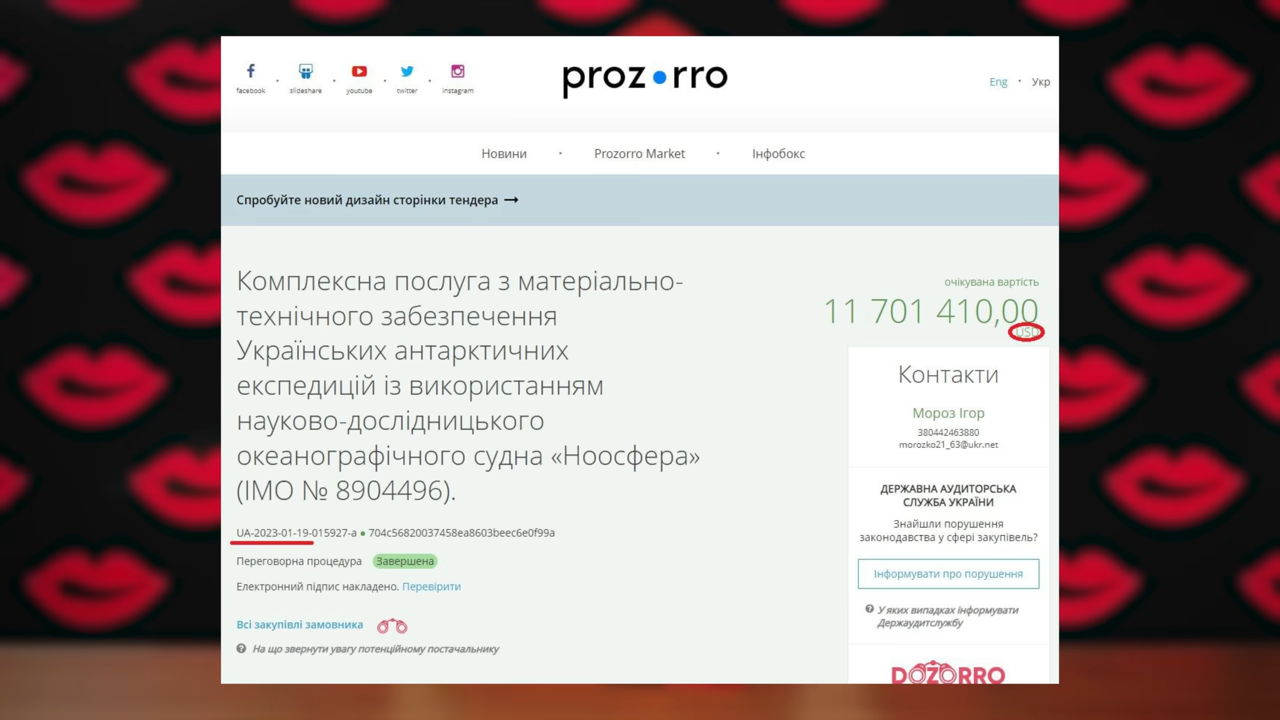 facebook · slideshare · youtube · twitter · instagram
prozorro
Eng · Укр
Новини · Prozorro Market · Інфобокс
Спробуйте новий дизайн сторінки тендера →
Комплексна послуга з матеріально-
технічного забезпечення
Українських антарктичних
експедицій із використанням
науково-дослідницького
океанографічного судна «Ноосфера»
(ІМО № 8904496).
очікувана вартість
11 701 410,00
USD
UA-2023-01-19-015927-a ● 704c56820037458ea8603beec6e0f99a
Переговорна процедура Завершена
Електронний підпис накладено. Перевірити
Всі закупівлі замовника
На що звернути увагу потенційному постачальнику
Контакти
Мороз Ігор
380442463880
morozko21_63@ukr.net
ДЕРЖАВНА АУДИТОРСЬКА
СЛУЖБА УКРАЇНИ
Знайшли порушення
законодавства у сфері закупівель?
Інформувати про порушення
У яких випадках інформувати
Держаудитслужбу
DOZORRO